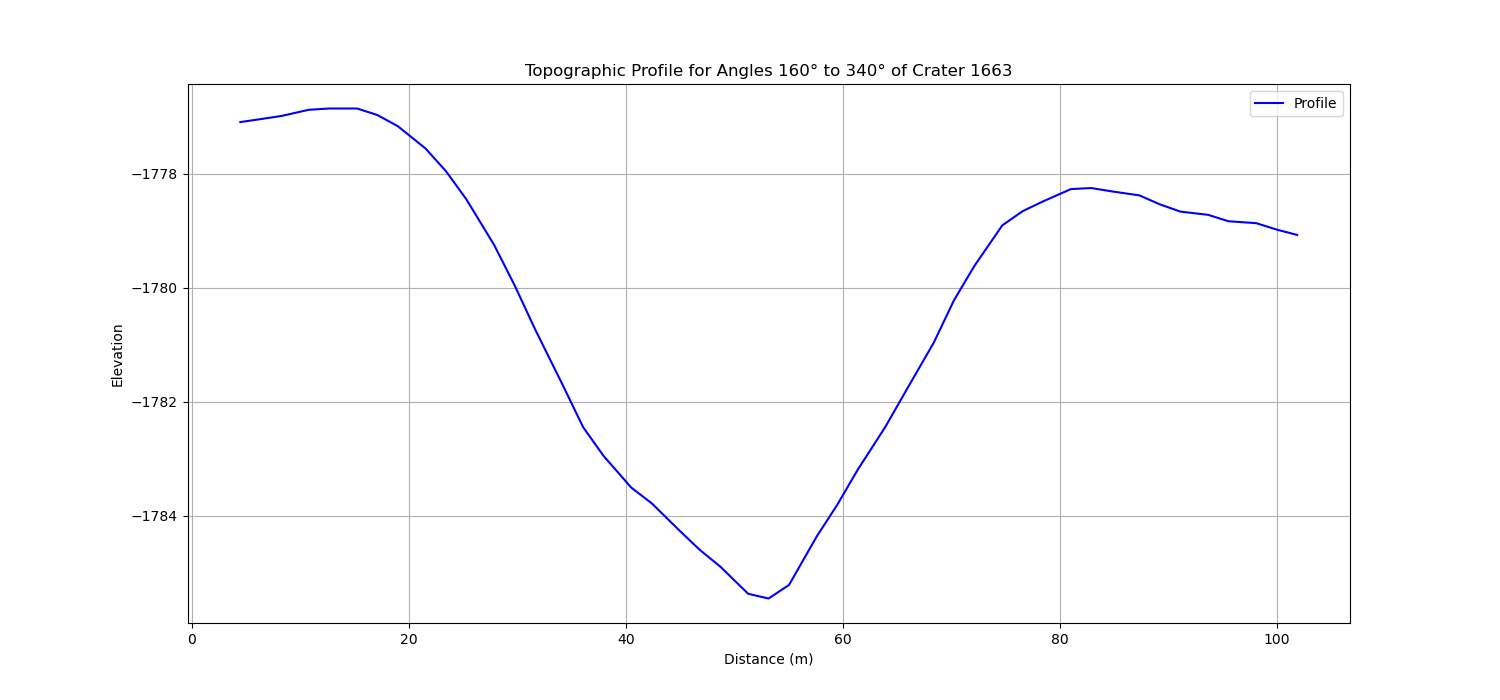 Topographic Profile for Angles 160° to 340° of Crater 1663
Profile
−1778
−1780
−1782
−1784
Elevation
0 20 40 60 80 100
Distance (m)